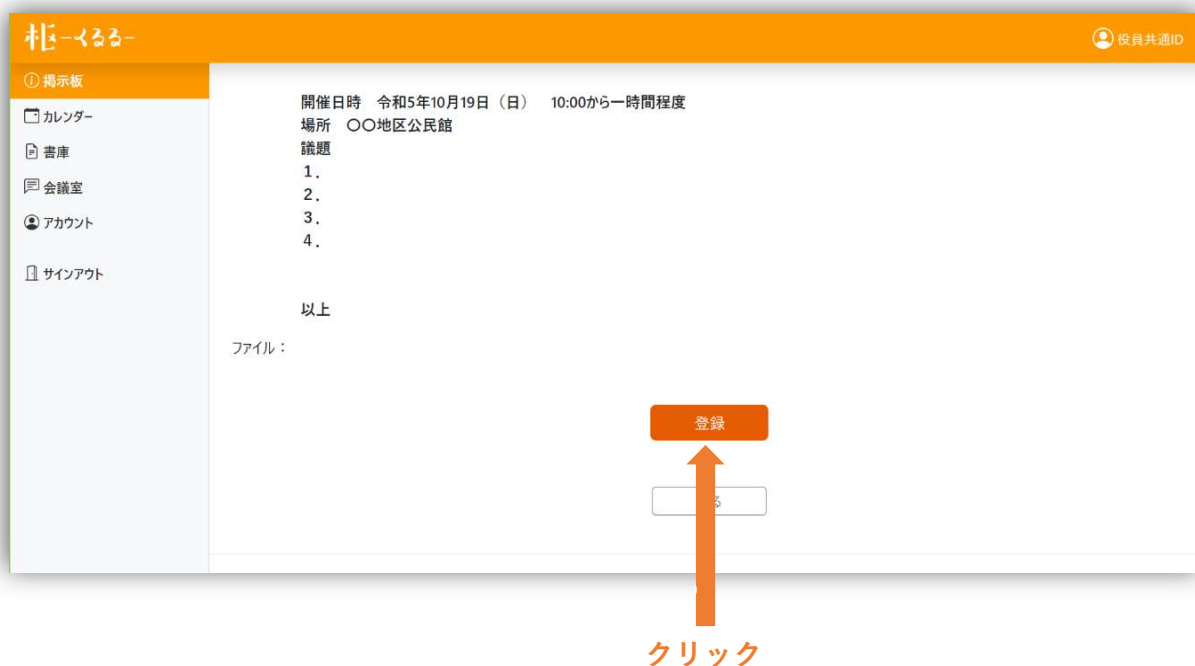 枢-くるる-
役員共通ID
掲示板
カレンダー
書庫
会議室
アカウント
サインアウト
開催日時　令和5年10月19日（日）　10:00から一時間程度
場所　〇〇地区公民館
議題
1．
2．
3．
4．
以上
ファイル：
登録
る
クリック